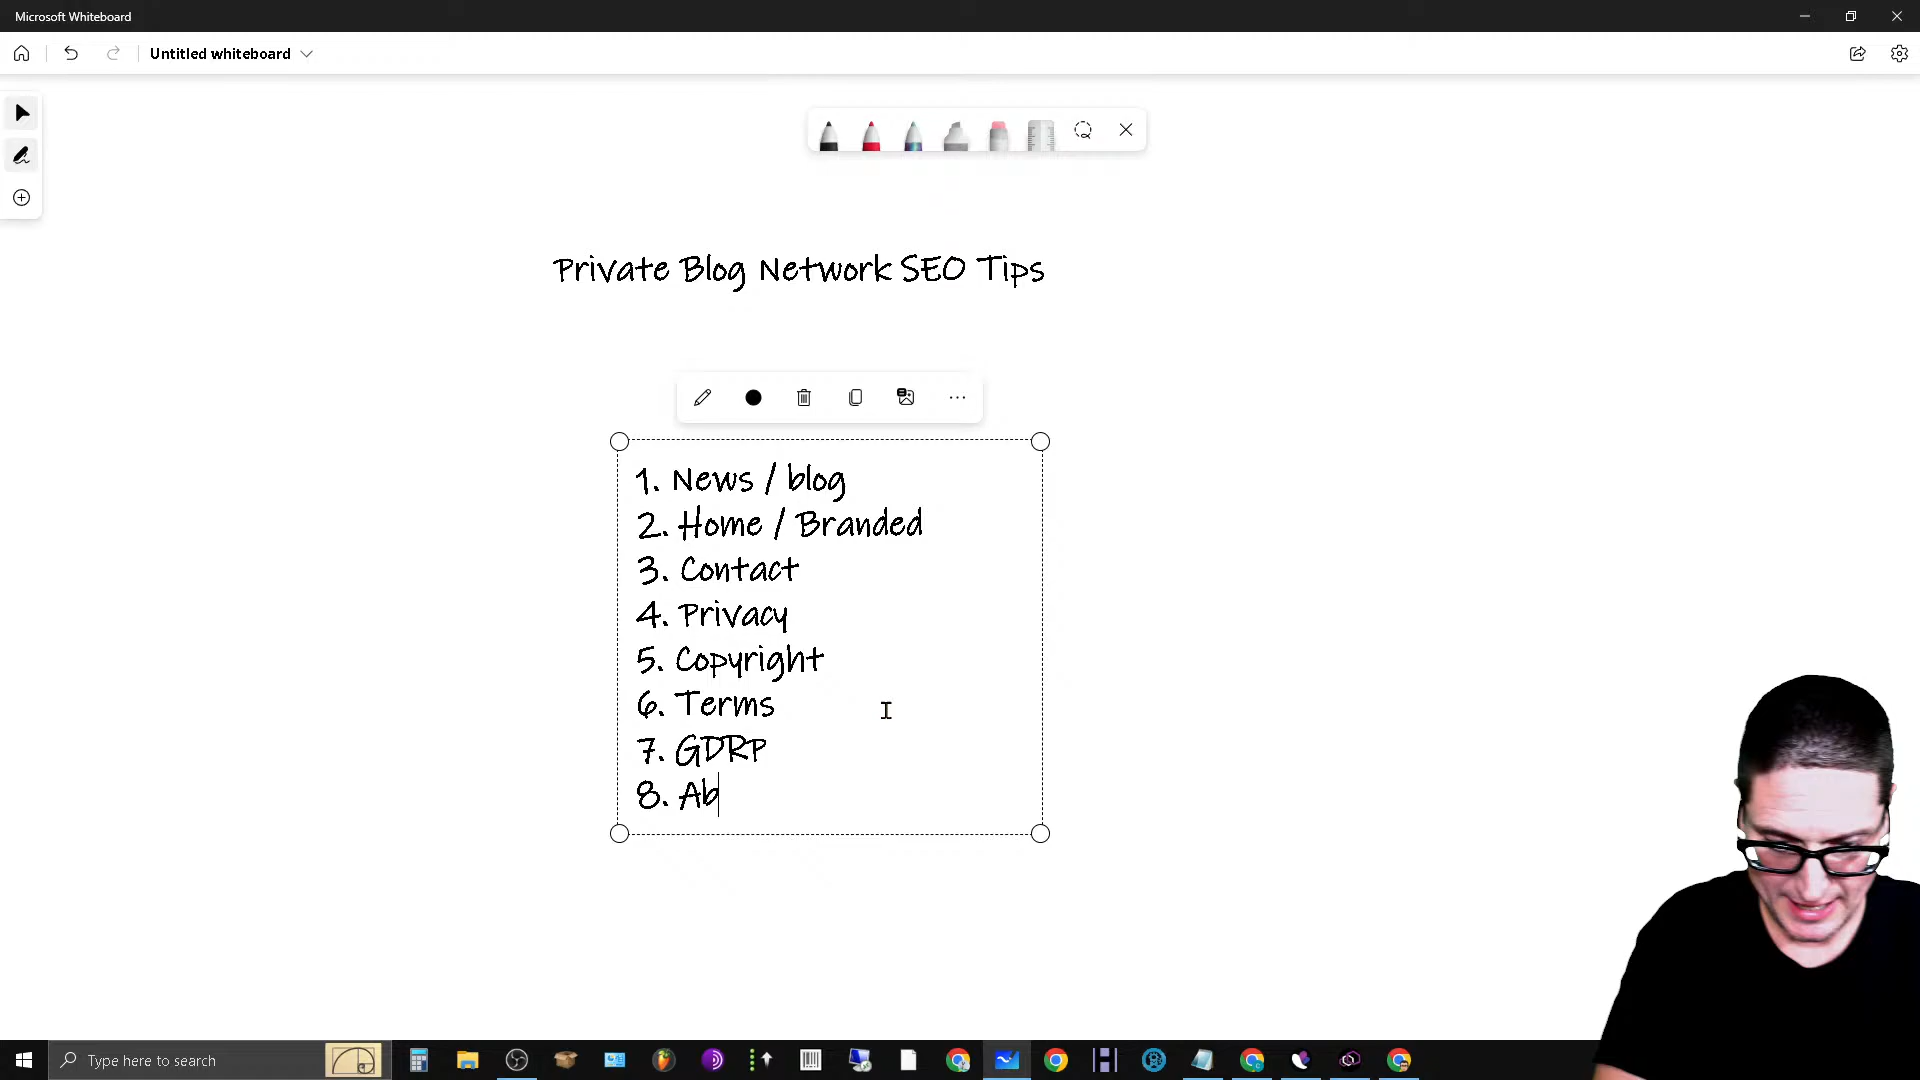 Microsoft Whiteboard
Untitled whiteboard
Private Blog Network SEO Tips
1. News / blog
2. Home / Branded
3. Contact
4. Privacy
5. Copyright
6. Terms
7. GDRP
8. Ab
Type here to search